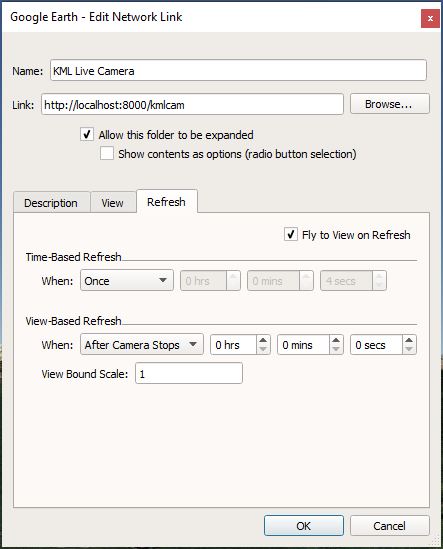 Google Earth - Edit Network Link
x
Name: KML Live Camera
Link: http://localhost:8000/kmlcam Browse...
Allow this folder to be expanded
Show contents as options (radio button selection)
Description View Refresh
Fly to View on Refresh
Time-Based Refresh
When: Once 0 hrs 0 mins 4 secs
View-Based Refresh
When: After Camera Stops 0 hrs 0 mins 0 secs
View Bound Scale: 1
OK Cancel